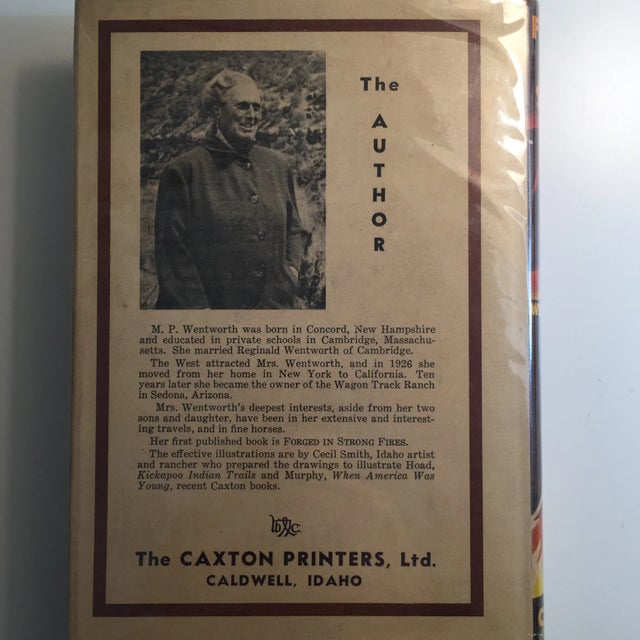 The
AUTHOR
M. P. Wentworth was born in Concord, New Hampshire
and educated in private schools in Cambridge, Massachu-
setts. She married Reginald Wentworth of Cambridge.
The West attracted Mrs. Wentworth, and in 1926 she
moved from her home in New York to California. Ten
years later she became the owner of the Wagon Track Ranch
in Sedona, Arizona.
Mrs. Wentworth's deepest interests, aside from her two
sons and daughter, have been in her extensive and interest-
ing travels, and in fine horses.
Her first published book is FORGED IN STRONG FIRES.
The effective illustrations are by Cecil Smith, Idaho artist
and rancher who prepared the drawings to illustrate Hoad,
Kickapoo Indian Trails and Murphy, When America Was
Young, recent Caxton books.
The CAXTON PRINTERS, Ltd.
CALDWELL, IDAHO